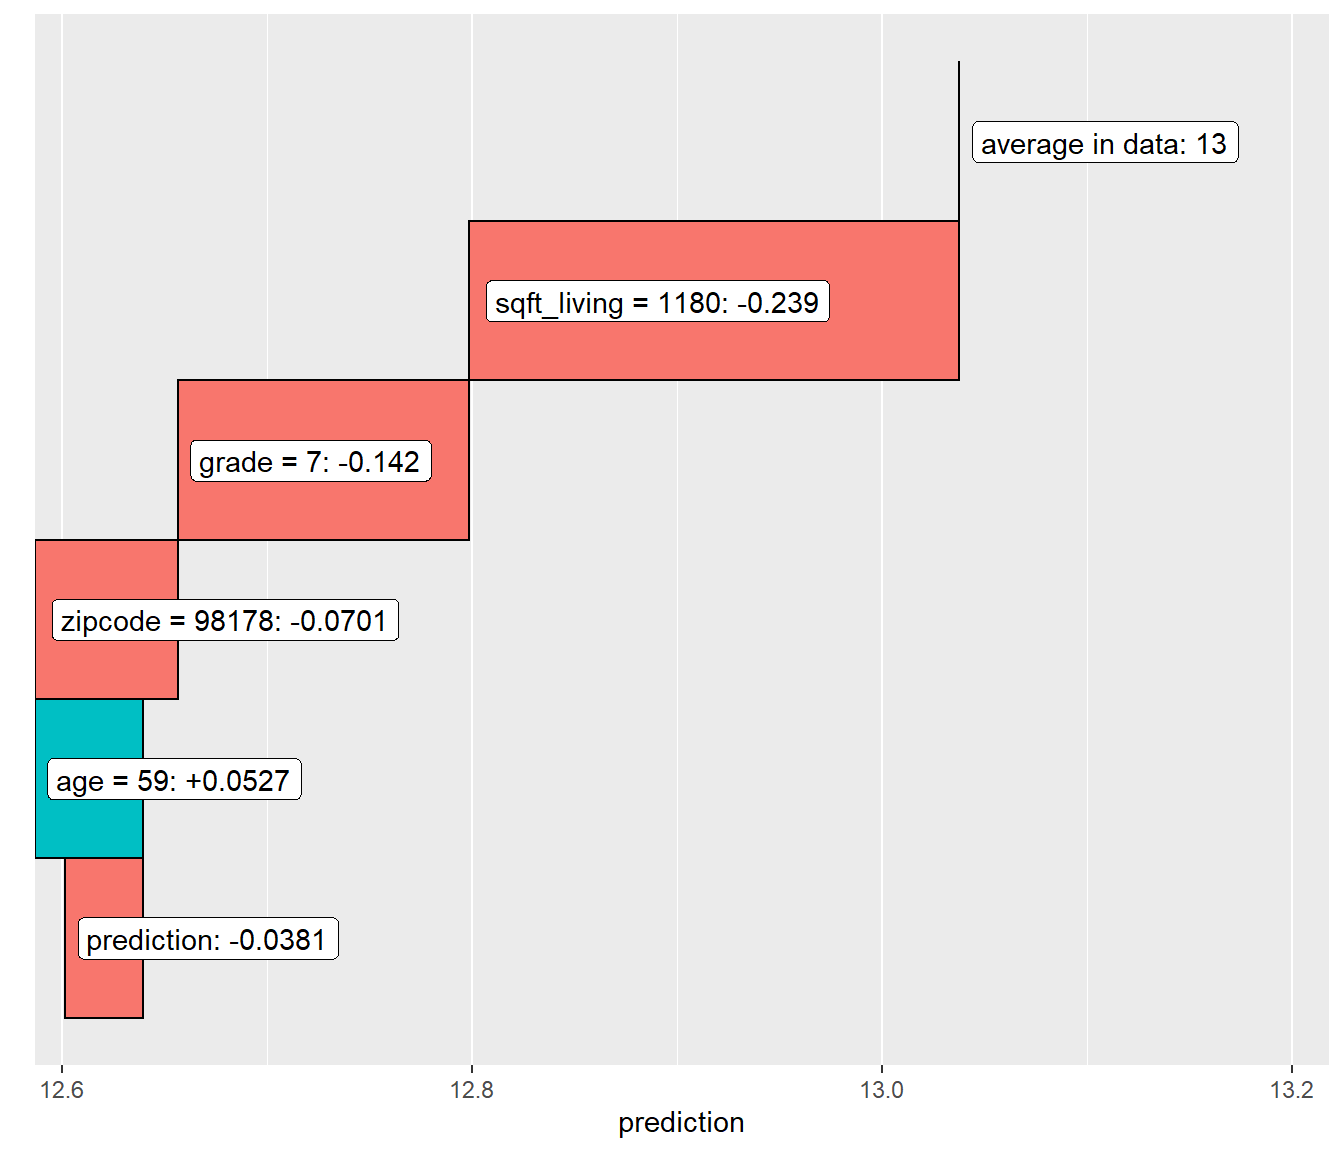 average in data: 13
sqft_living = 1180: -0.239
grade = 7: -0.142
zipcode = 98178: -0.0701
age = 59: +0.0527
prediction: -0.0381
12.6 12.8 13.0 13.2
prediction